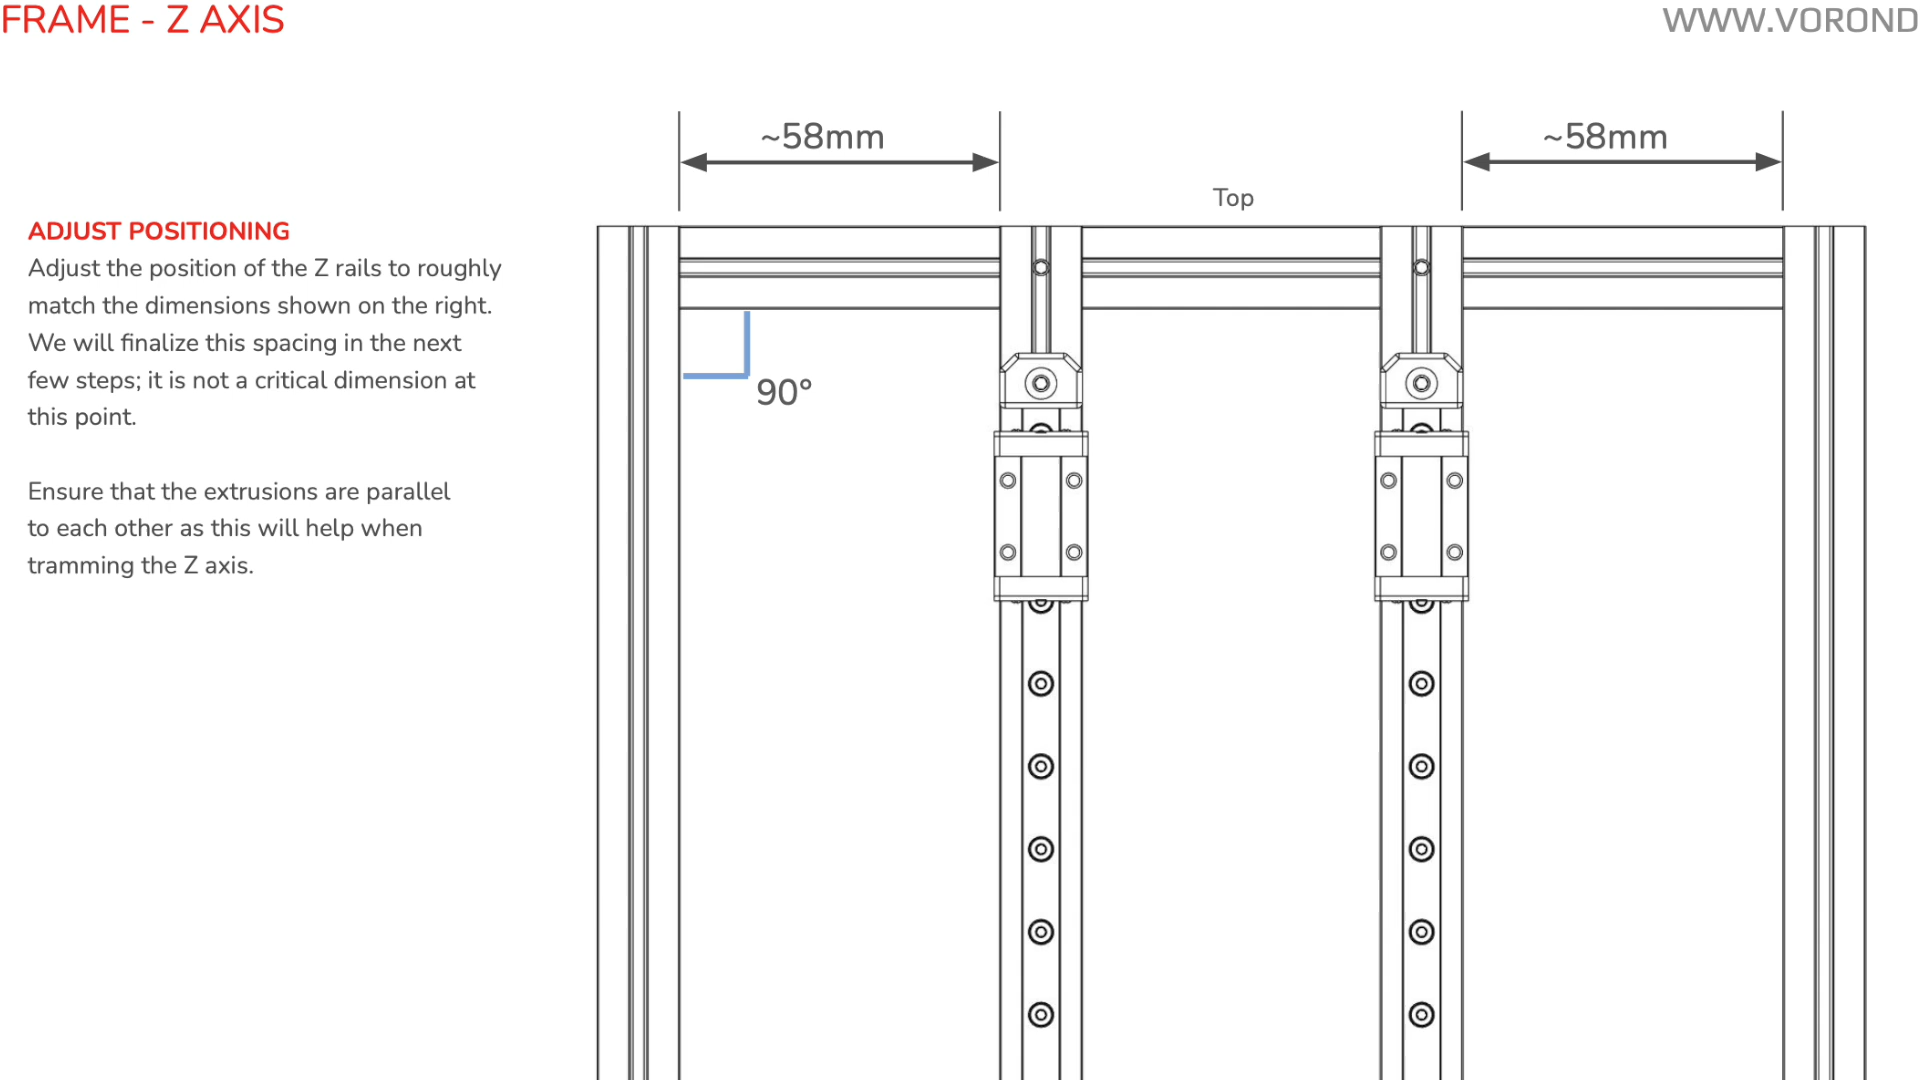 FRAME - Z AXIS
WWW.VOROND
~58mm
~58mm
Top
ADJUST POSITIONING
Adjust the position of the Z rails to roughly
match the dimensions shown on the right.
We will finalize this spacing in the next
few steps; it is not a critical dimension at
this point.
Ensure that the extrusions are parallel
to each other as this will help when
tramming the Z axis.
90°